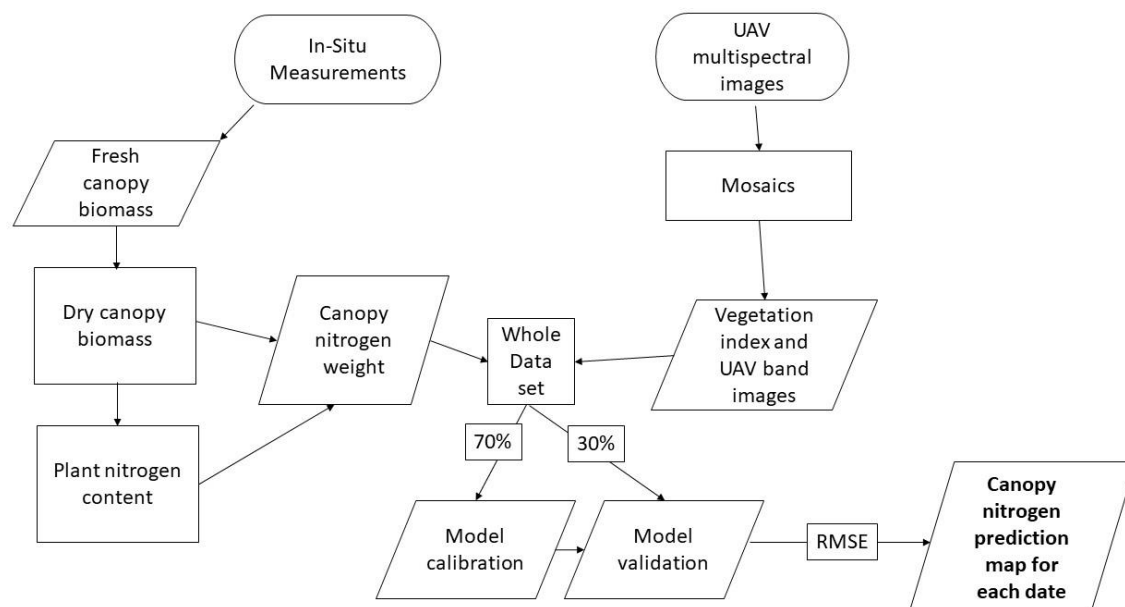 In-Situ
Measurements
UAV
multispectral
images
Fresh
canopy
biomass
Mosaics
Dry canopy
biomass
Canopy
nitrogen
weight
Whole
Data
set
Vegetation
index and
UAV band
images
Plant nitrogen
content
70%
30%
Model
calibration
Model
validation
RMSE
Canopy
nitrogen
prediction
map for
each date